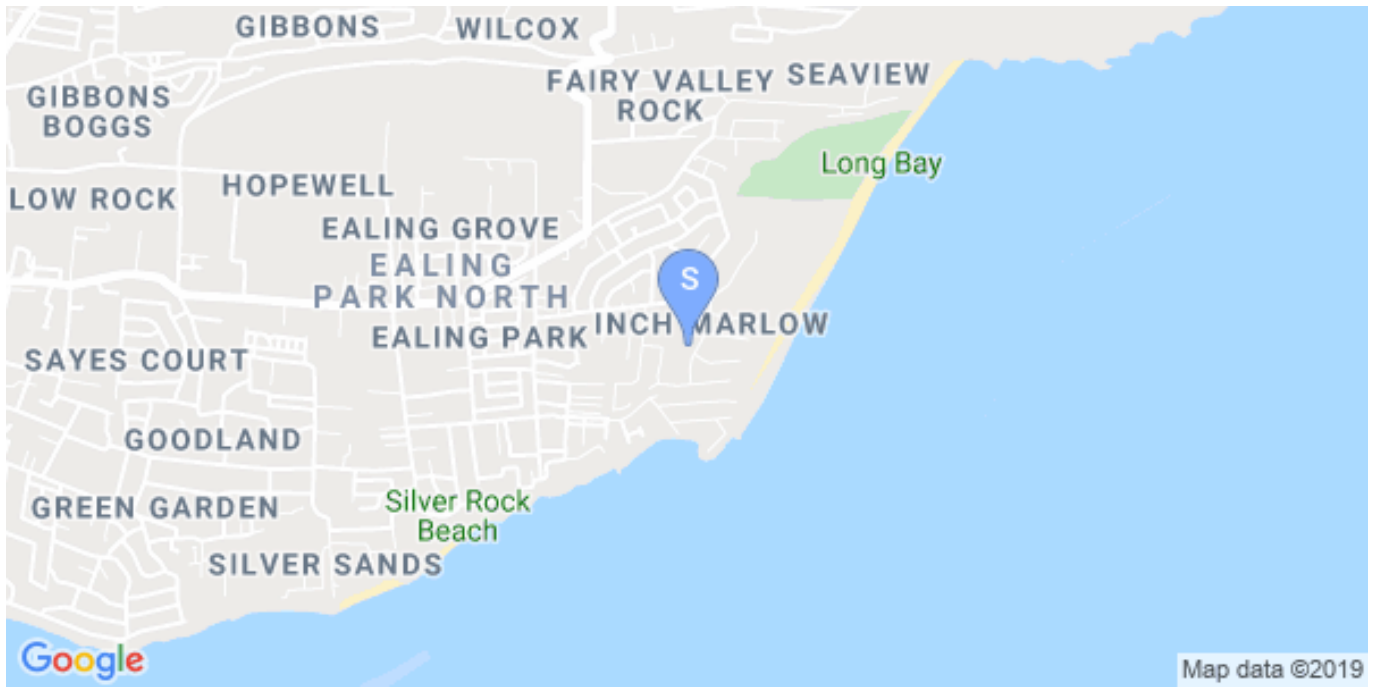 GIBBONS
WILCOX
FAIRY VALLEY
ROCK
SEAVIEW
GIBBONS
BOGGS
Long Bay
HOPEWELL
LOW ROCK
EALING GROVE
EALING
PARK NORTH
S
INCH MARLOW
EALING PARK
SAYES COURT
GOODLAND
GREEN GARDEN
Silver Rock
Beach
SILVER SANDS
Google
Map data ©2019